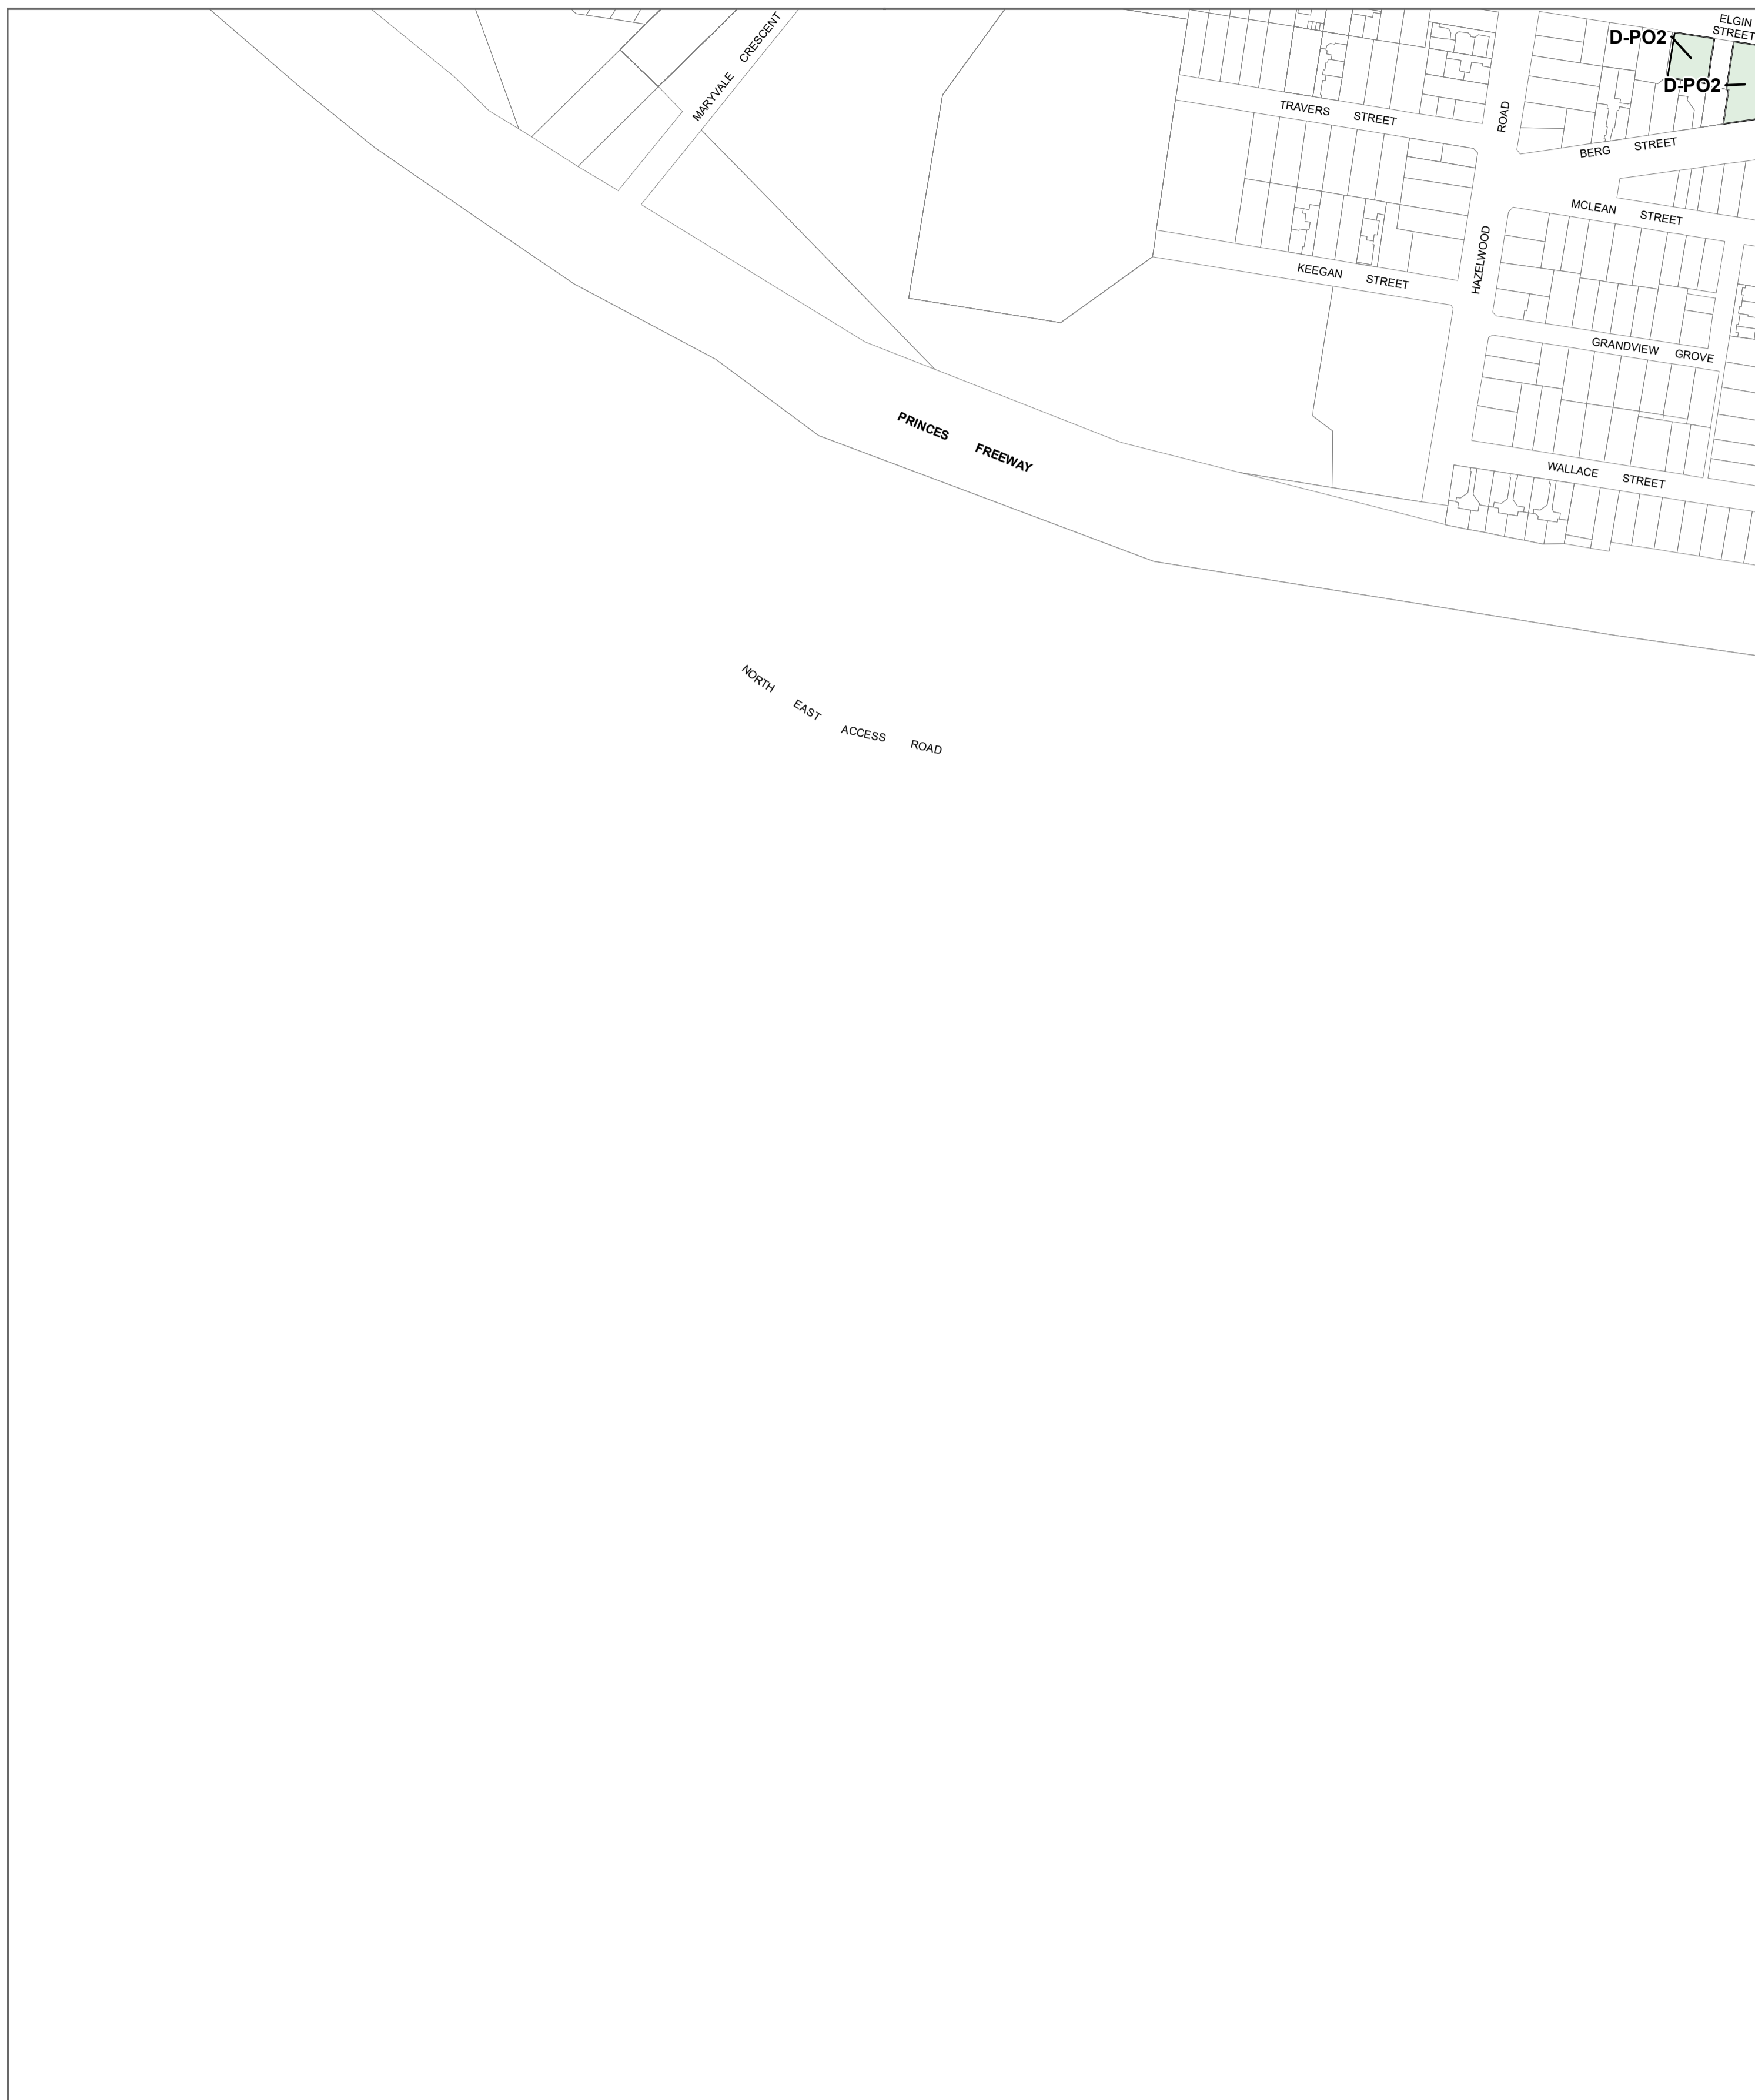 ELGIN
STREET
D-PO2
D-PO2
MARYVALE CRESCENT
TRAVERS STREET
HAZELWOOD ROAD
BERG STREET
MCLEAN STREET
KEEGAN STREET
GRANDVIEW GROVE
PRINCES FREEWAY
WALLACE STREET
NORTH EAST ACCESS ROAD